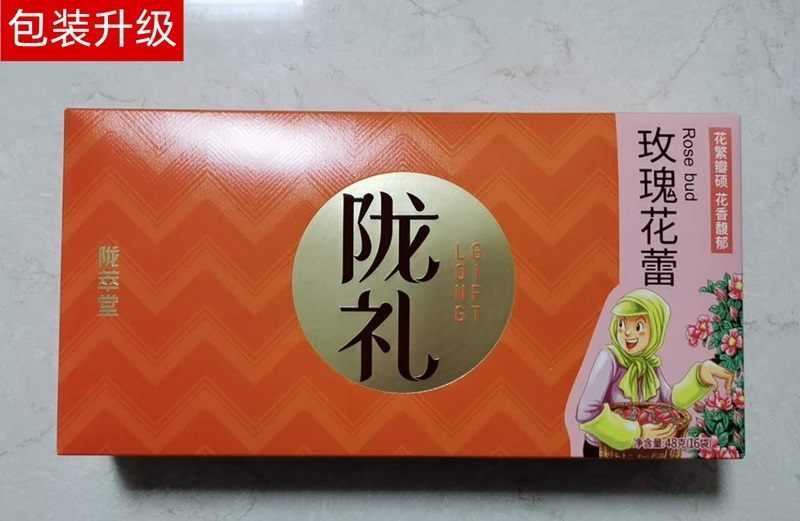 包装升级
陇萃堂
陇礼
LONG
GIFT
Rose bud
玫瑰花蕾
花繁瓣硕 花香馥郁
净含量:48克(16袋)